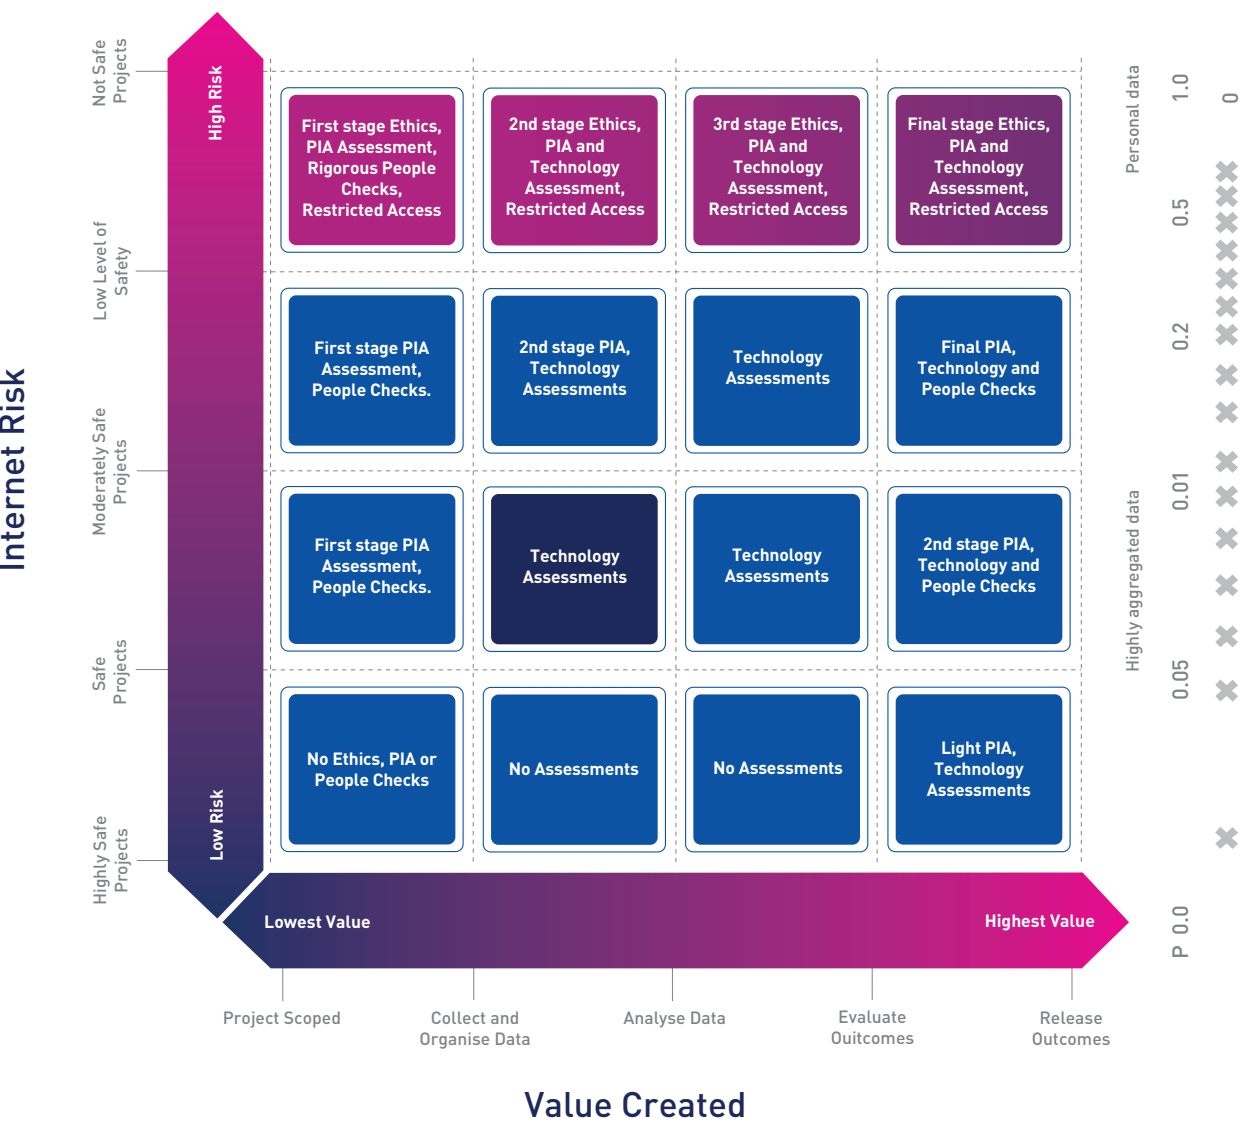 Internet Risk
Not Safe
Projects
Low Level of
Safety
Moderately Safe
Projects
Safe
Projects
Highly Safe
Projects
High Risk
Low Risk
First stage Ethics,
PIA Assessment,
Rigorous People
Checks,
Restricted Access
2nd stage Ethics,
PIA and
Technology
Assessment,
Restricted Access
3rd stage Ethics,
PIA and
Technology
Assessment,
Restricted Access
Final stage Ethics,
PIA and
Technology
Assessment,
Restricted Access
First stage PIA
Assessment,
People Checks.
2nd stage PIA,
Technology
Assessments
Technology
Assessments
Final PIA,
Technology and
People Checks
First stage PIA
Assessment,
People Checks.
Technology
Assessments
Technology
Assessments
2nd stage PIA,
Technology and
People Checks
No Ethics, PIA or
People Checks
No Assessments
No Assessments
Light PIA,
Technology
Assessments
Lowest Value
Highest Value
Project Scoped
Collect and
Organise Data
Analyse Data
Evaluate
Ouitcomes
Release
Outcomes
Value Created
Personal data
Highly aggregated data
1.0
0.5
0.2
0.01
0.05
P 0.0
0